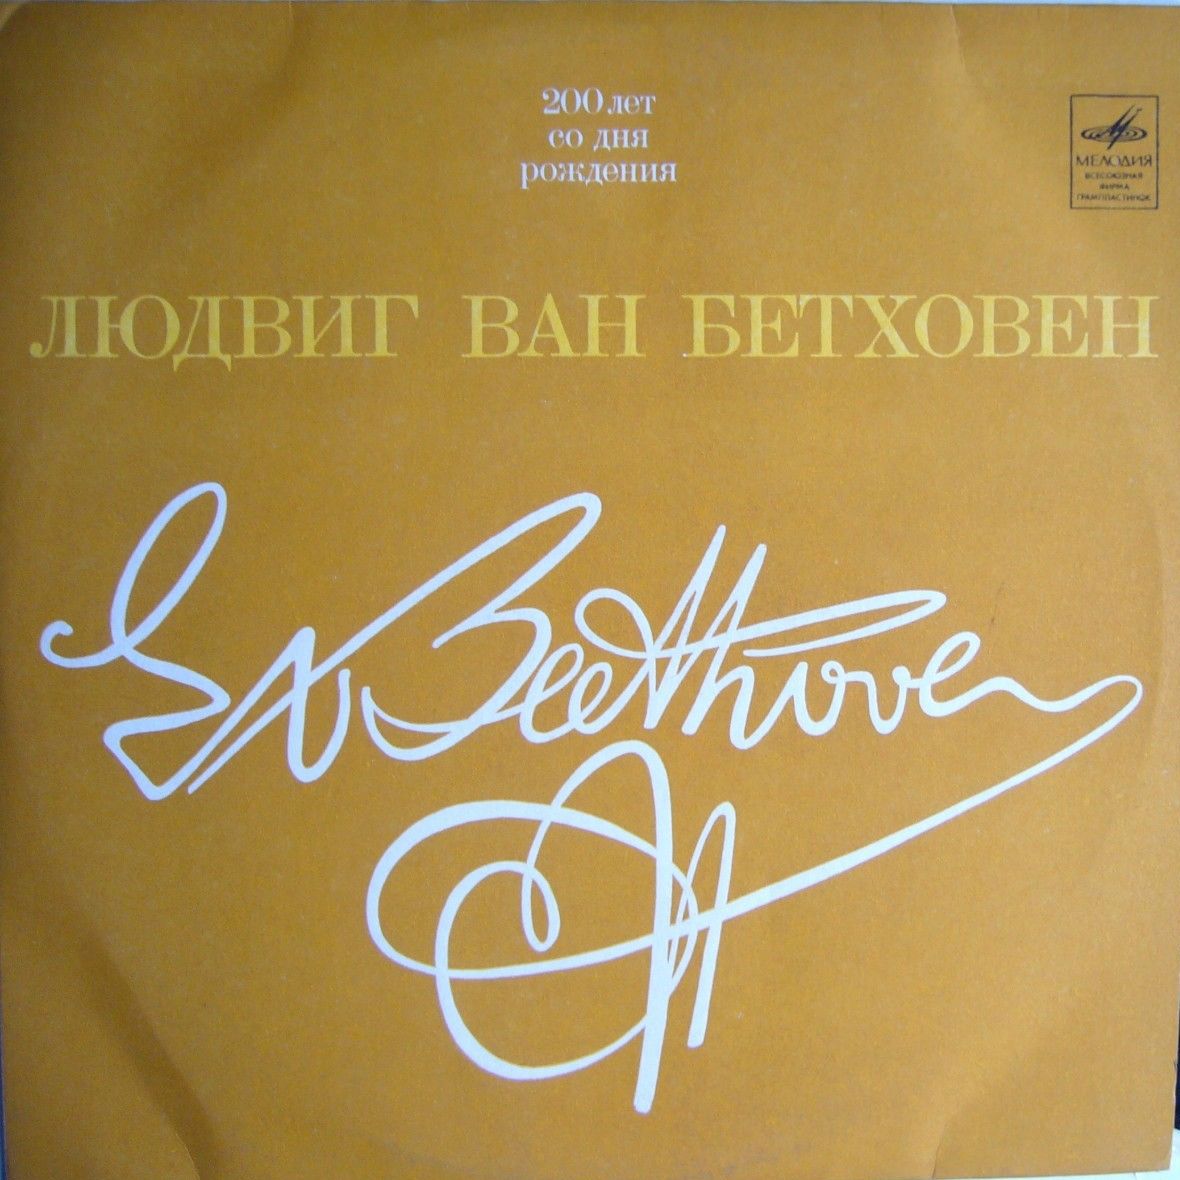 200 лет
со дня
рождения
МЕЛОДИЯ
ВСЕСОЮЗНАЯ
ФИРМА
ГРАМПЛАСТИНОК
ЛЮДВИГ ВАН БЕТХОВЕН
L v Beethoven